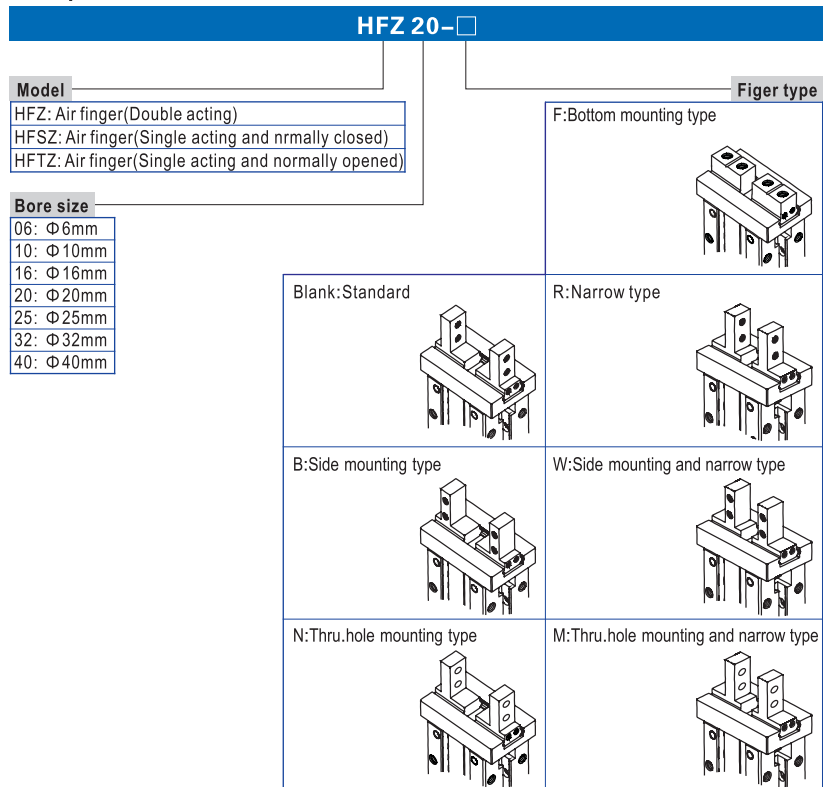 HFZ 20-□
Model
HFZ: Air finger(Double acting)
HFSZ: Air finger(Single acting and nrmally closed)
HFTZ: Air finger(Single acting and normally opened)
Bore size
06: Φ6mm
10: Φ10mm
16: Φ16mm
20: Φ20mm
25: Φ25mm
32: Φ32mm
40: Φ40mm
Figer type
F:Bottom mounting type
Blank:Standard
R:Narrow type
B:Side mounting type
W:Side mounting and narrow type
N:Thru.hole mounting type
M:Thru.hole mounting and narrow type